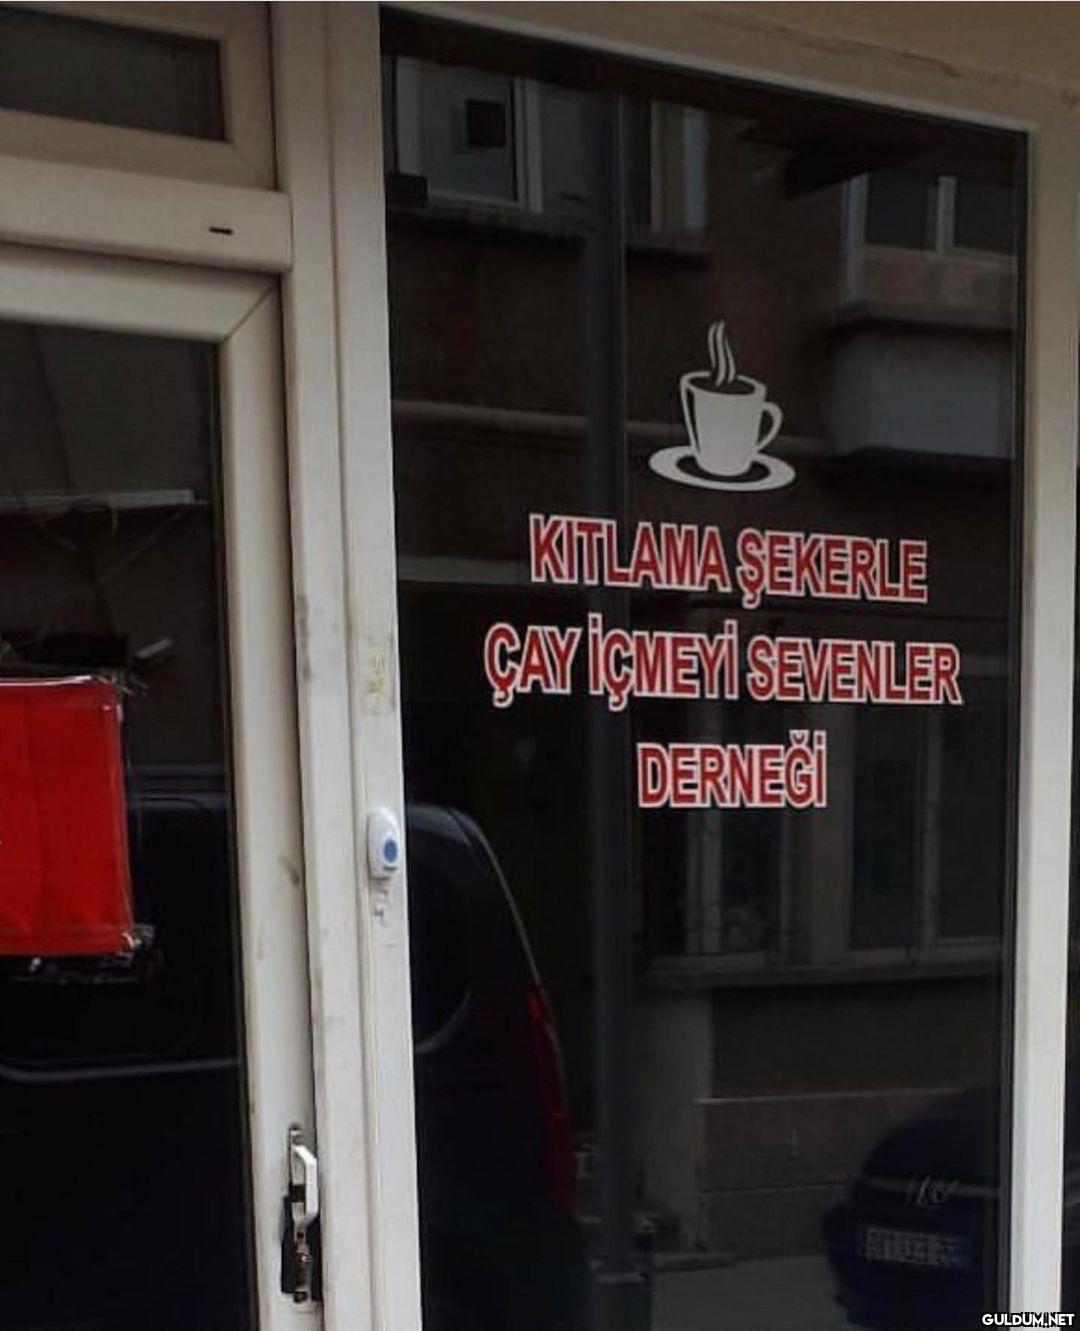 KITLAMA ŞEKERLE
ÇAY İÇMEYİ SEVENLER
DERNEĞİ
GULDUM.NET